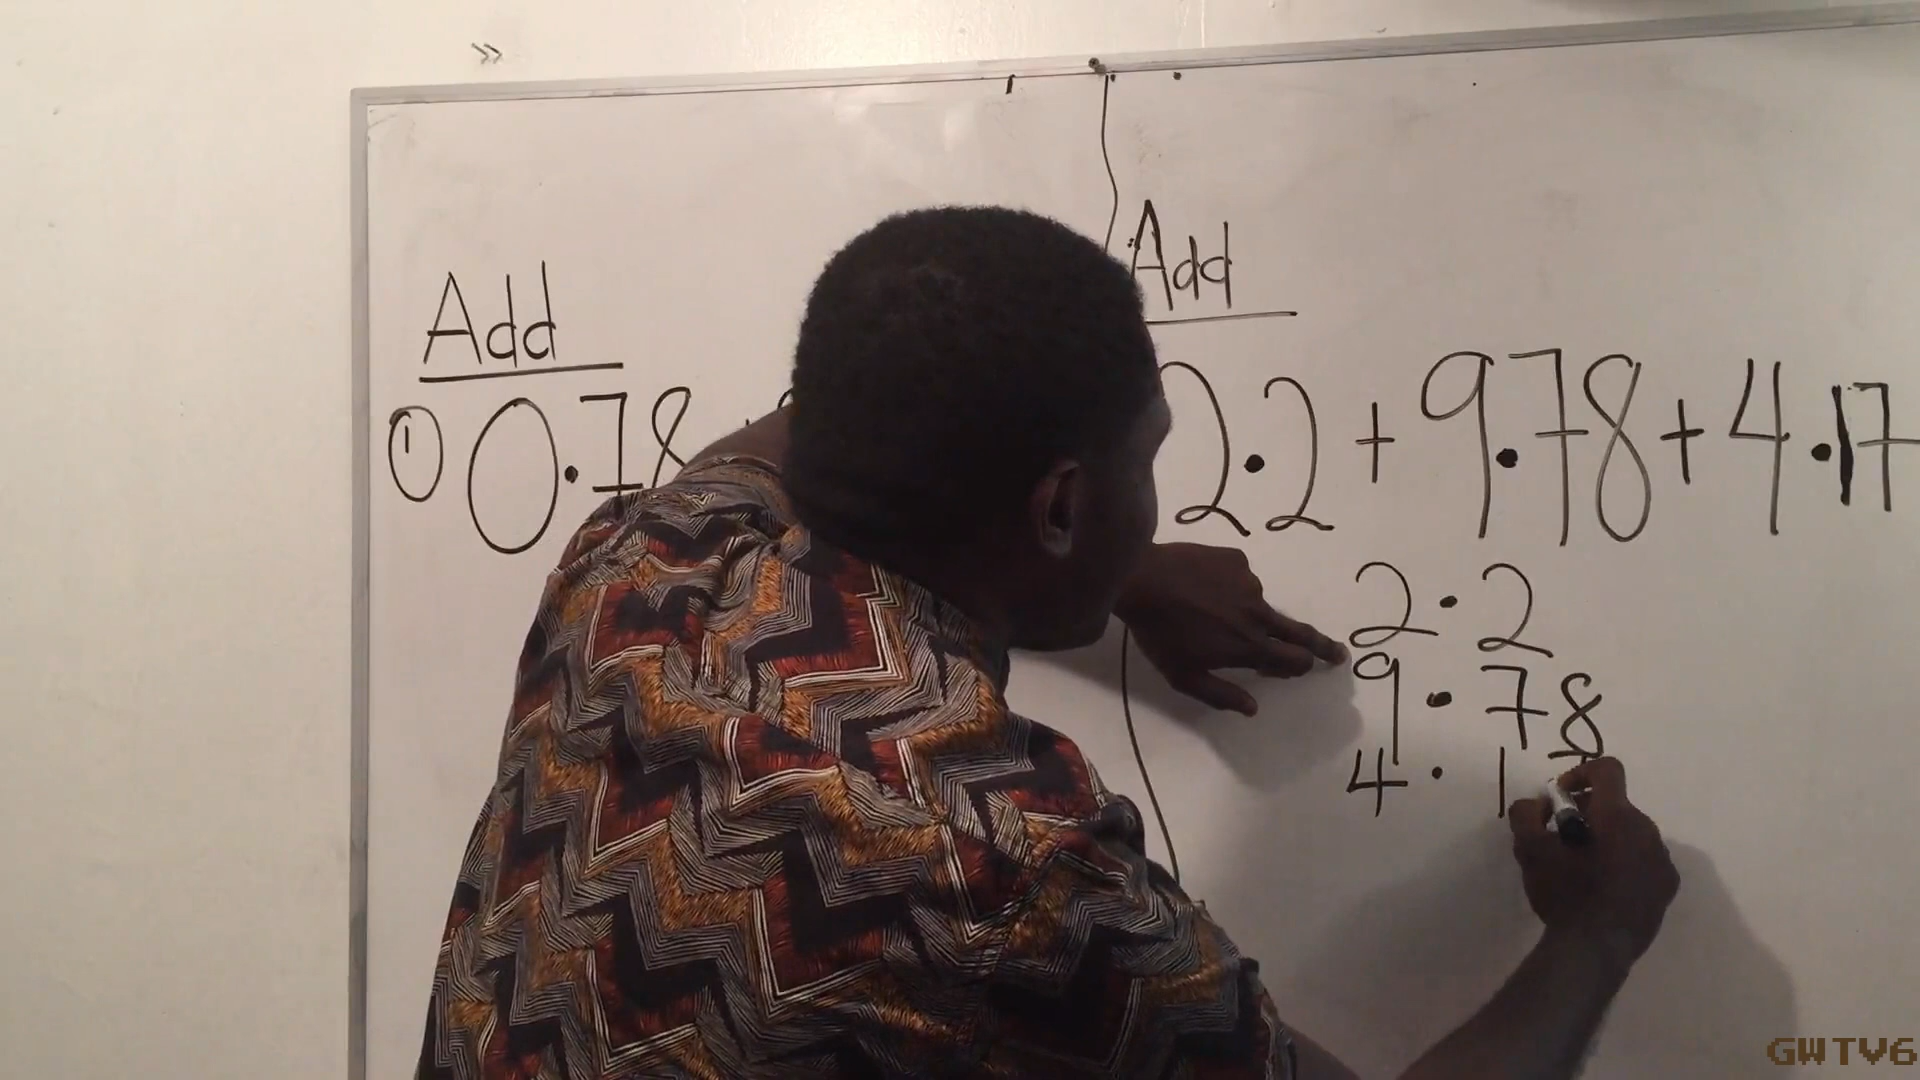 Add
① 0.78
Add
2.2 + 9.78 + 4.17
2.2
9.78
4.1
GWTV6